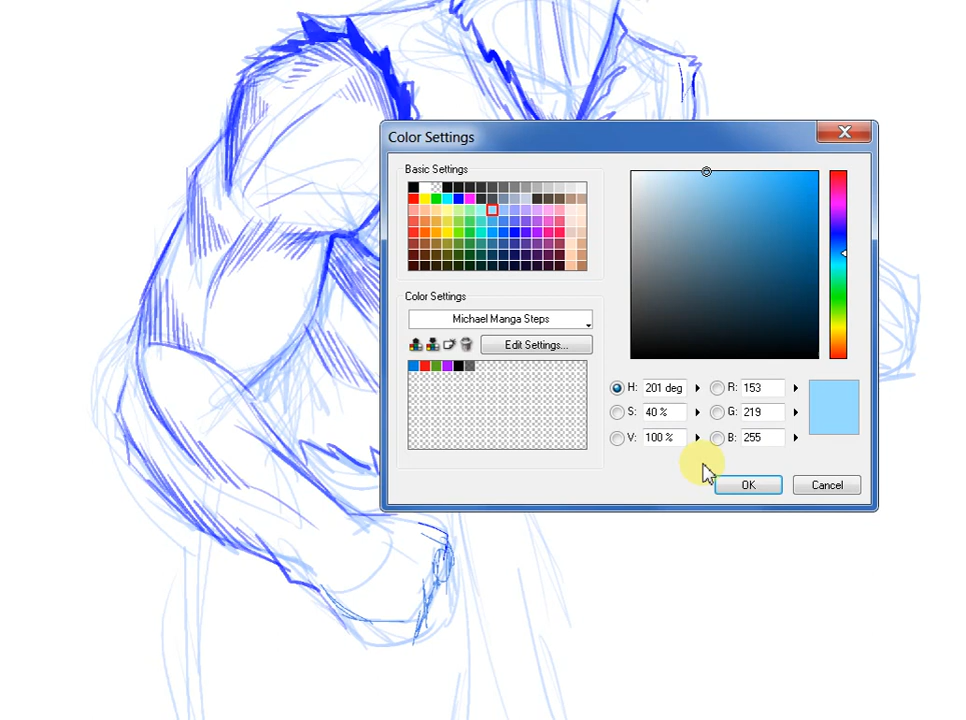 Color Settings
Basic Settings
Color Settings
Michael Manga Steps
Edit Settings...
H: 201 deg R: 153
S: 40 % G: 219
V: 100 % B: 255
OK Cancel